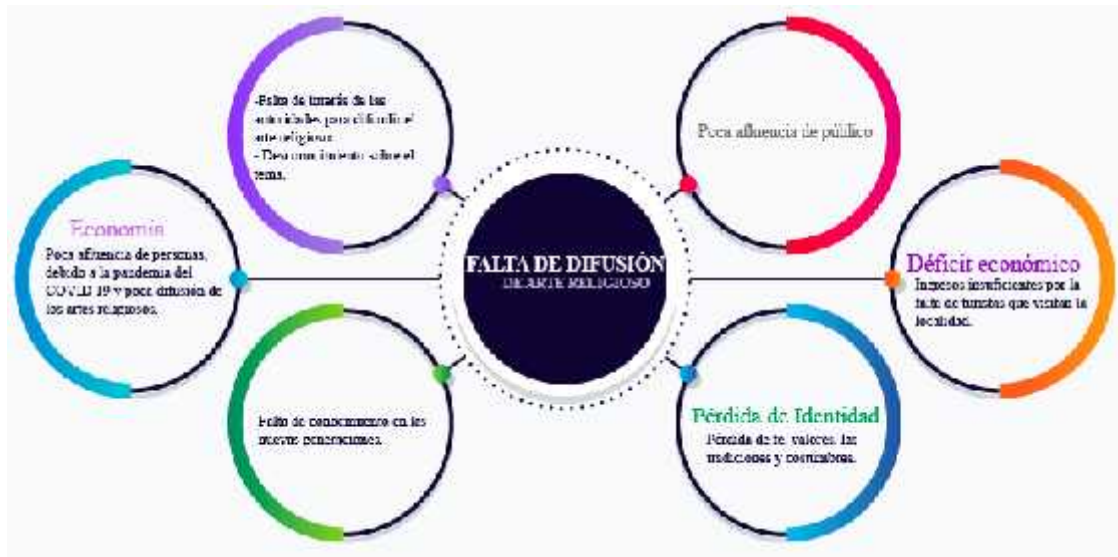 -Falta de interés de las
autoridades para difundir el
arte religioso.
- Desconocimiento sobre el
tema.
Poca afluencia de público
Economía
Poca afluencia de personas,
debido a la pandemia del
COVID 19 y poca difusión de
los artes religiosos.
FALTA DE DIFUSIÓN
DE ARTE RELIGIOSO
Déficit económico
Ingresos insuficientes por la
falta de turistas que visitan la
localidad.
Falta de conocimiento en las
nuevas generaciones.
Pérdida de Identidad
Pérdida de fe, valores, las
tradiciones y costumbres.